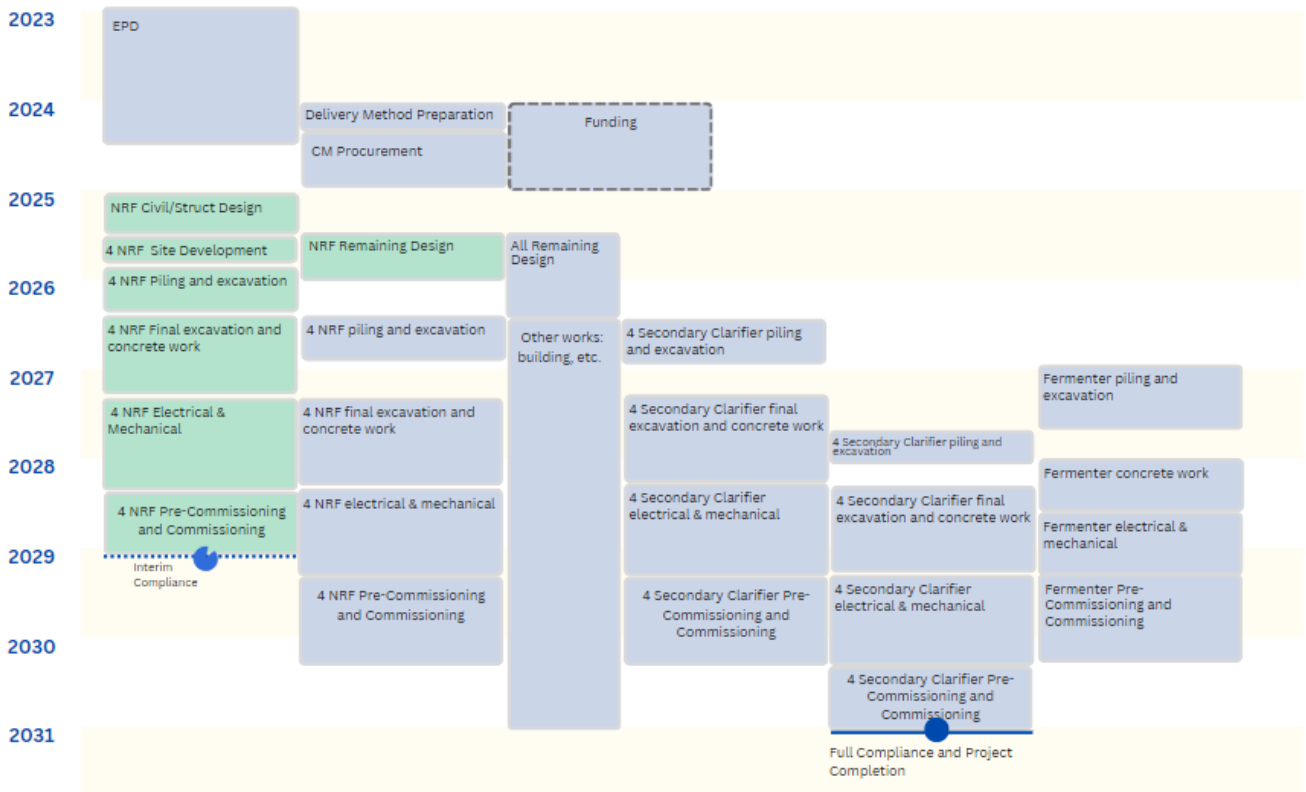 2023
EPD
2024
Delivery Method Preparation
Funding
CM Procurement
2025
NRF Civil/Struct Design
4 NRF Site Development
NRF Remaining Design
All Remaining
Design
4 NRF Piling and excavation
2026
4 NRF Final excavation and
concrete work
4 NRF piling and excavation
Other works:
building, etc.
4 Secondary Clarifier piling
and excavation
2027
Fermenter piling and
excavation
4 NRF Electrical &
Mechanical
4 NRF final excavation and
concrete work
4 Secondary Clarifier final
excavation and concrete work
4 Secondary Clarifier piling and
excavation
2028
Fermenter concrete work
4 NRF Pre-Commissioning
and Commissioning
4 NRF electrical & mechanical
4 Secondary Clarifier
electrical & mechanical
4 Secondary Clarifier final
excavation and concrete work
Fermenter electrical &
mechanical
2029
Interim
Compliance
4 NRF Pre-Commissioning
and Commissioning
4 Secondary Clarifier Pre-
Commissioning and
Commissioning
4 Secondary Clarifier
electrical & mechanical
Fermenter Pre-
Commissioning and
Commissioning
2030
4 Secondary Clarifier Pre-
Commissioning and
Commissioning
2031
Full Compliance and Project
Completion